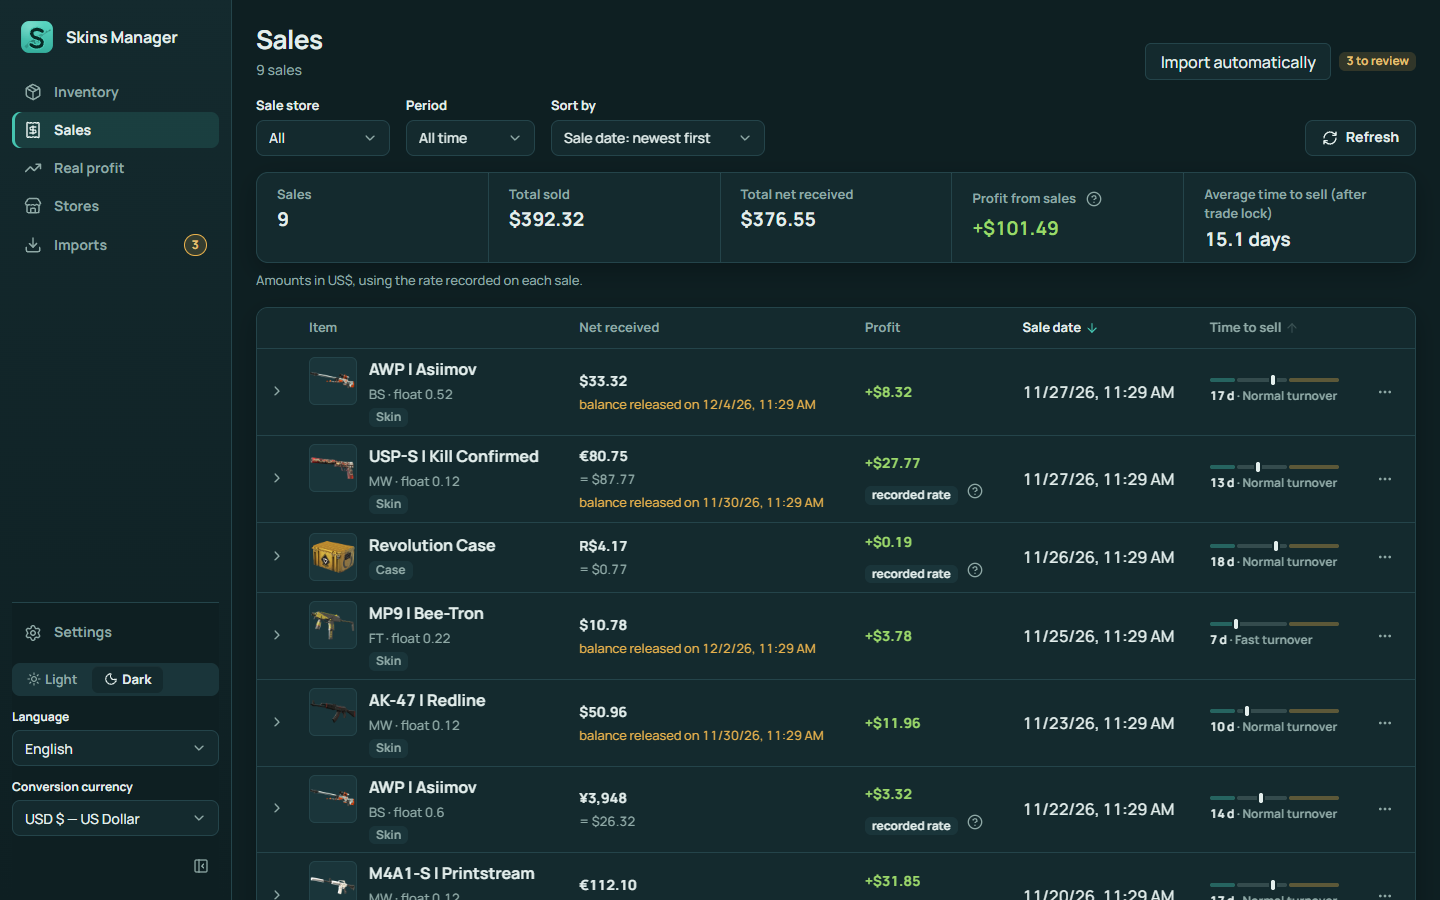 Skins Manager
Inventory
Sales
Real profit
Stores
Imports
3
Settings
Light
Dark
Language
English
Conversion currency
USD $ — US Dollar
Sales
9 sales
Import automatically
3 to review
Sale store
Period
Sort by
All
All time
Sale date: newest first
Refresh
Sales
9
Total sold
$392.32
Total net received
$376.55
Profit from sales
+$101.49
Average time to sell (after
trade lock)
15.1 days
Amounts in US$, using the rate recorded on each sale.
Item
Net received
Profit
Sale date
Time to sell
AWP | Asiimov
BS · float 0.52
Skin
$33.32
balance released on 12/4/26, 11:29 AM
+$8.32
11/27/26, 11:29 AM
17 d · Normal turnover
USP-S | Kill Confirmed
MW · float 0.12
Skin
€80.75
= $87.77
balance released on 11/30/26, 11:29 AM
+$27.77
recorded rate
11/27/26, 11:29 AM
13 d · Normal turnover
Revolution Case
Case
R$4.17
= $0.77
+$0.19
recorded rate
11/26/26, 11:29 AM
18 d · Normal turnover
MP9 | Bee-Tron
FT · float 0.22
Skin
$10.78
balance released on 12/2/26, 11:29 AM
+$3.78
11/25/26, 11:29 AM
7 d · Fast turnover
AK-47 | Redline
MW · float 0.12
Skin
$50.96
balance released on 11/30/26, 11:29 AM
+$11.96
11/23/26, 11:29 AM
10 d · Normal turnover
AWP | Asiimov
BS · float 0.6
Skin
¥3,948
= $26.32
+$3.32
recorded rate
11/22/26, 11:29 AM
14 d · Normal turnover
M4A1-S | Printstream
MW · float 0.12
€112.10
+$31.85
11/20/26, 11:29 AM
17 d · Normal turnover